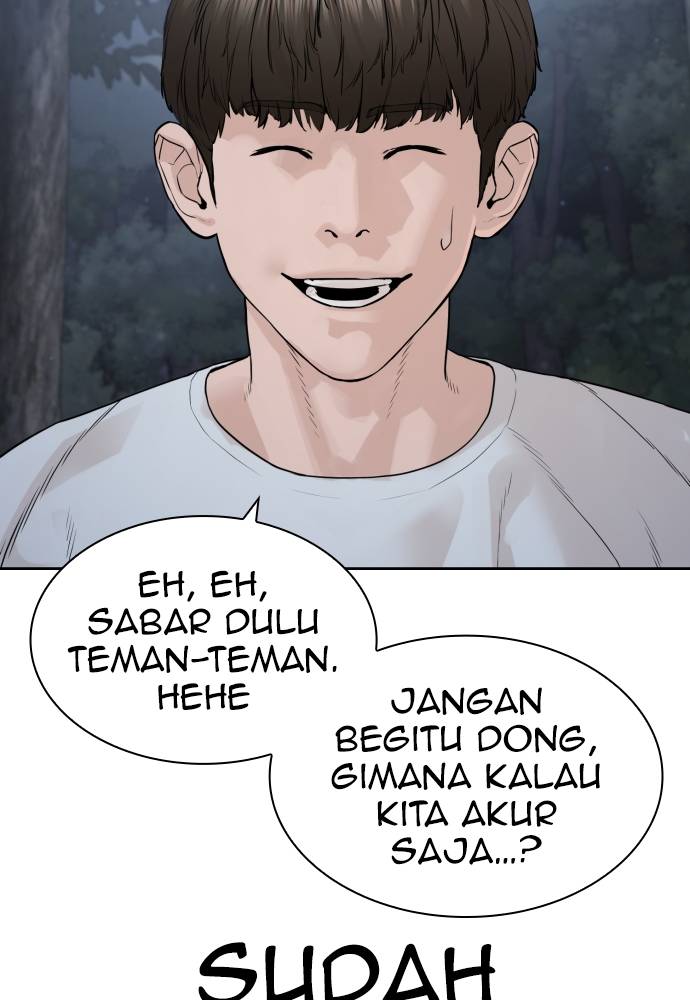 EH, EH,
SABAR DULU
TEMAN-TEMAN.
HEHE
JANGAN
BEGITU DONG,
GIMANA KALAU
KITA AKUR
SAJA...?
SUDAH